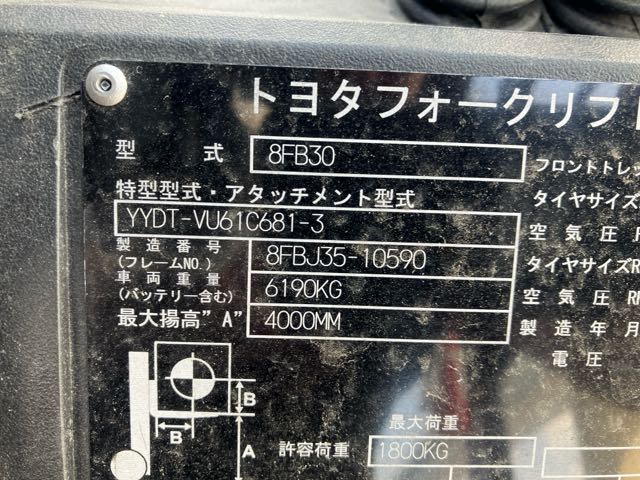 トヨタフォークリフト
型 式 8FB30
フロントトレッ
特型型式・アタッチメント型式
タイヤサイズ
YYDT-VU61C681-3
空 気 圧
製造番号 (フレームNO.) 8FBJ35-10590
タイヤサイズR
車両重量 (バッテリー含む) 6190KG
空 気 圧 R
最大揚高"A" 4000MM
製 造 年 月
電 圧
B
B
A
最大荷重
許容荷重 1800KG